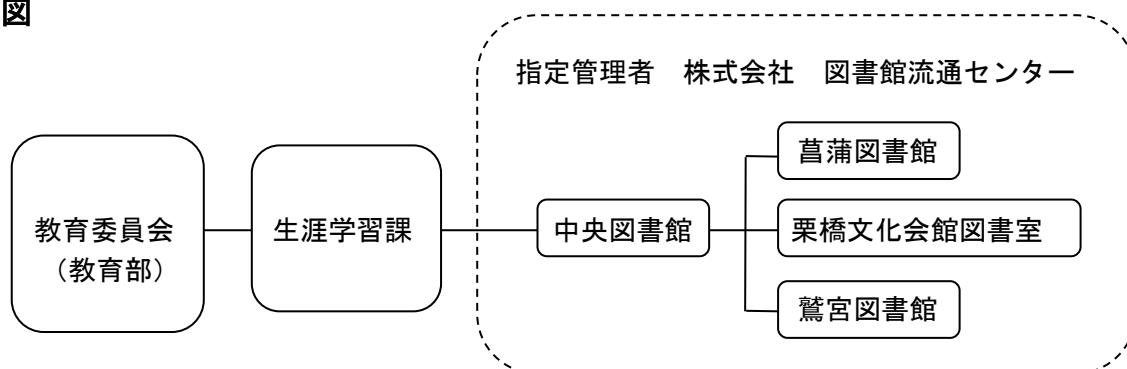 図
指定管理者　株式会社　図書館流通センター
教育委員会
（教育部）
生涯学習課
中央図書館
菖蒲図書館
栗橋文化会館図書室
鷲宮図書館